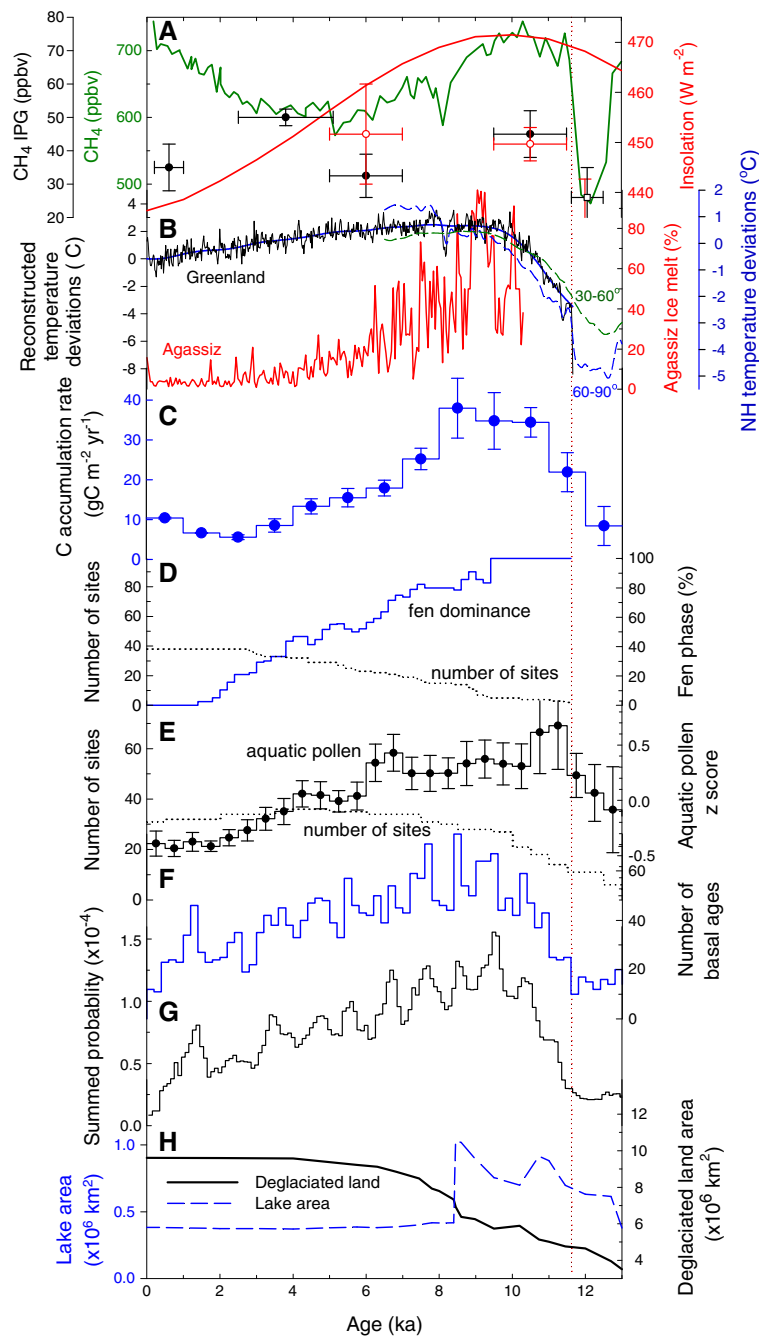 A
CH4 IPG (ppbv)
80
70
60
50
40
30
20
CH4 (ppbv)
700
600
500
Insolation (W m-2)
470
460
450
440
B
Reconstructed
temperature
deviations ( C)
4
2
0
-2
-4
-6
-8
Greenland
Agassiz
30-60°
60-90°
Agassiz Ice melt (%)
80
60
40
20
0
NH temperature deviations (°C)
2
1
0
-1
-2
-3
-4
-5
C
C accumulation rate
(gC m-2 yr-1)
40
30
20
10
0
D
Number of sites
80
60
40
20
0
fen dominance
number of sites
Fen phase (%)
100
80
60
40
20
0
E
Number of sites
60
40
20
0
aquatic pollen
number of sites
Aquatic pollen
z score
0.5
0.0
-0.5
F
Number of
basal ages
60
40
20
0
G
Summed probablity (x10-4)
1.5
1.0
0.5
0.0
H
Lake area
(x10^6 km2)
1.0
0.5
0.0
Deglaciated land
Lake area
Deglaciated land area
(x10^6 km2)
12
10
8
6
4
0 2 4 6 8 10 12
Age (ka)